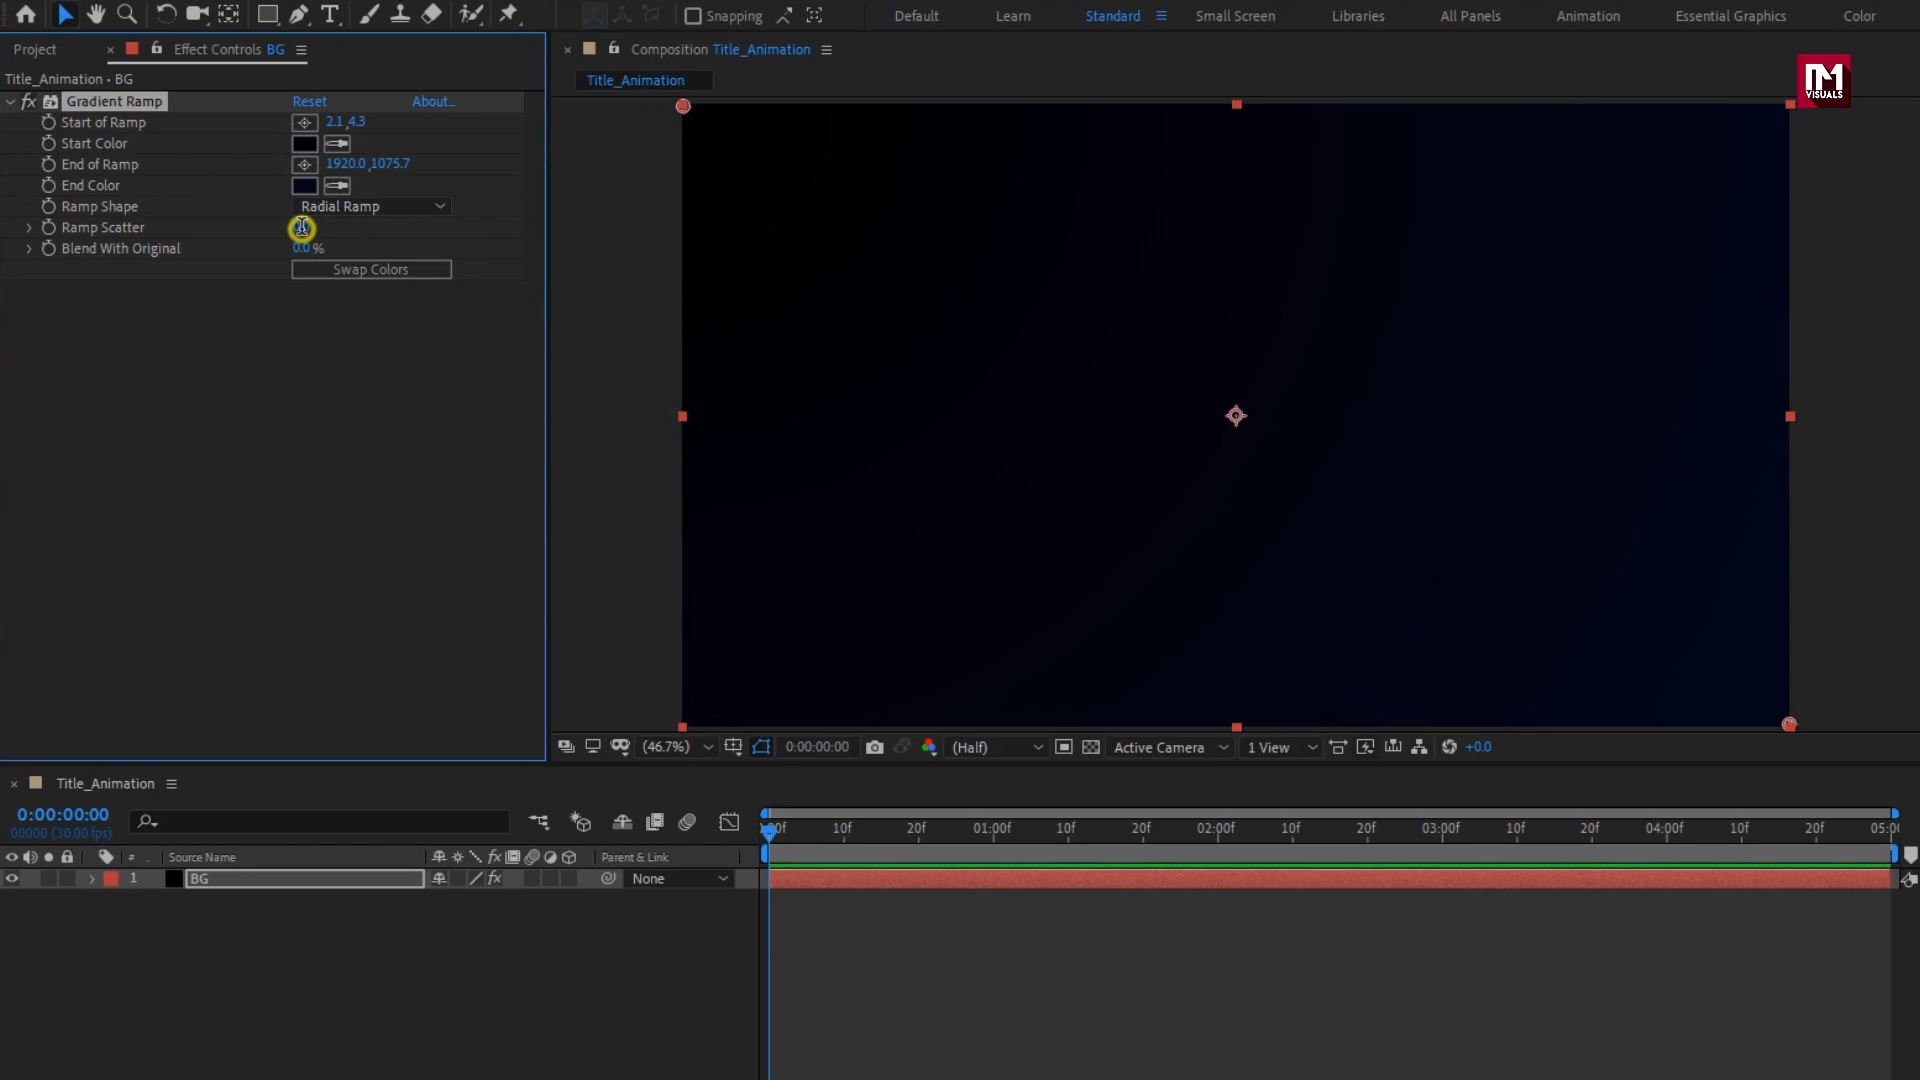 Snapping
Default
Learn
Standard
Small Screen
Libraries
All Panels
Animation
Essential Graphics
Color
Project
Effect Controls BG
Composition Title_Animation
Title_Animation • BG
Title_Animation
VISUALS
fx Gradient Ramp Reset About...
Start of Ramp 2.1,4.3
Start Color
End of Ramp 1920.0,1075.7
End Color
Ramp Shape Radial Ramp
Ramp Scatter
Blend With Original 0.0 %
Swap Colors
(46.7%) 0:00:00:00 (Half) Active Camera 1 View +0.0
Title_Animation
0:00:00:00
00000 (30.00 fps)
10f 20f 01:00f 10f 20f 02:00f 10f 20f 03:00f 10f 20f 04:00f 10f 20f
# Source Name fx Parent & Link
1 BG fx None